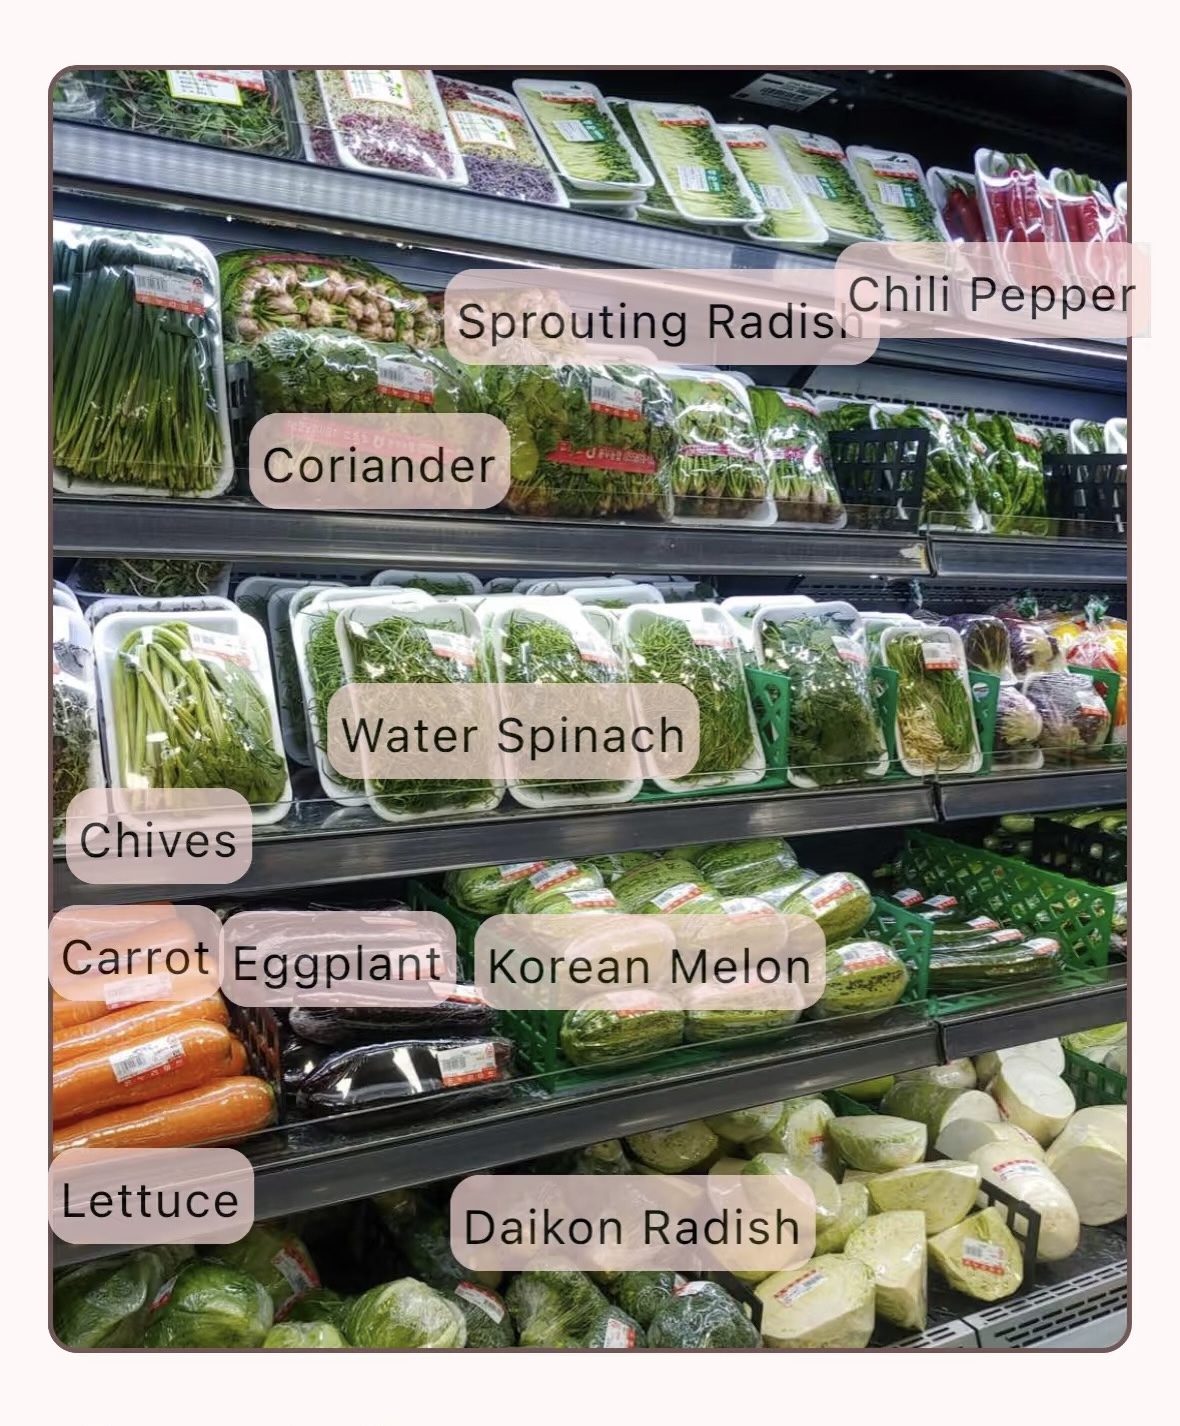 Chili Pepper
Sprouting Radish
Coriander
Water Spinach
Chives
Carrot
Eggplant
Korean Melon
Lettuce
Daikon Radish